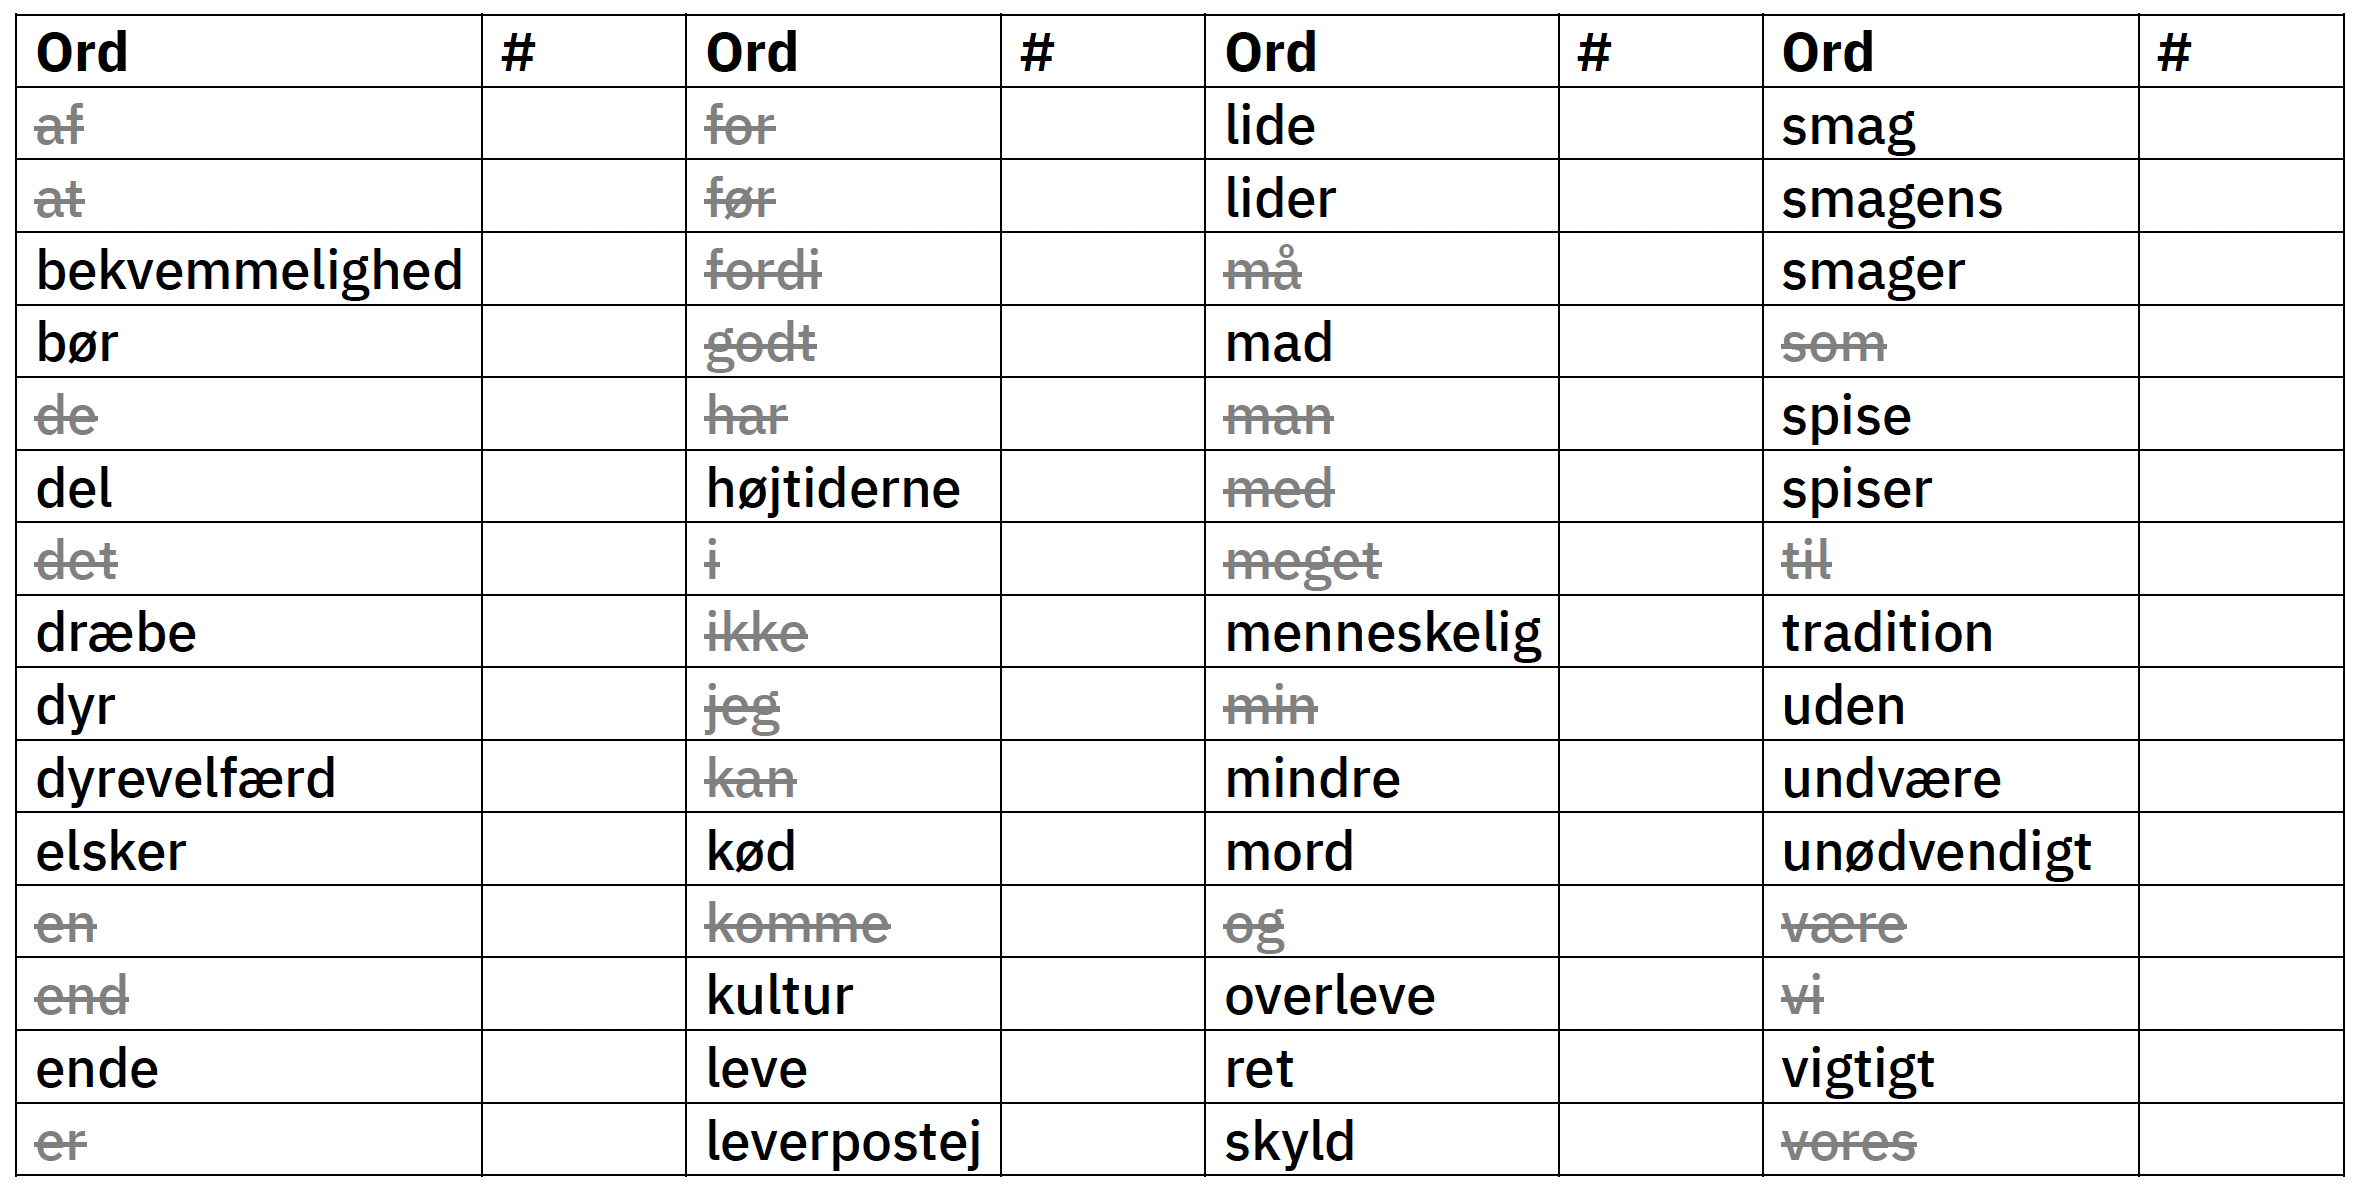 Ord # Ord # Ord # Ord #
af for lide smag
at før lider smagens
bekvemmelighed fordi må smager
bør godt mad som
de har man spise
del højtiderne med spiser
det i meget til
dræbe ikke menneskelig tradition
dyr jeg min uden
dyrevelfærd kan mindre undvære
elsker kød mord unødvendigt
en komme og være
end kultur overleve vi
ende leve ret vigtigt
er leverpostej skyld vores